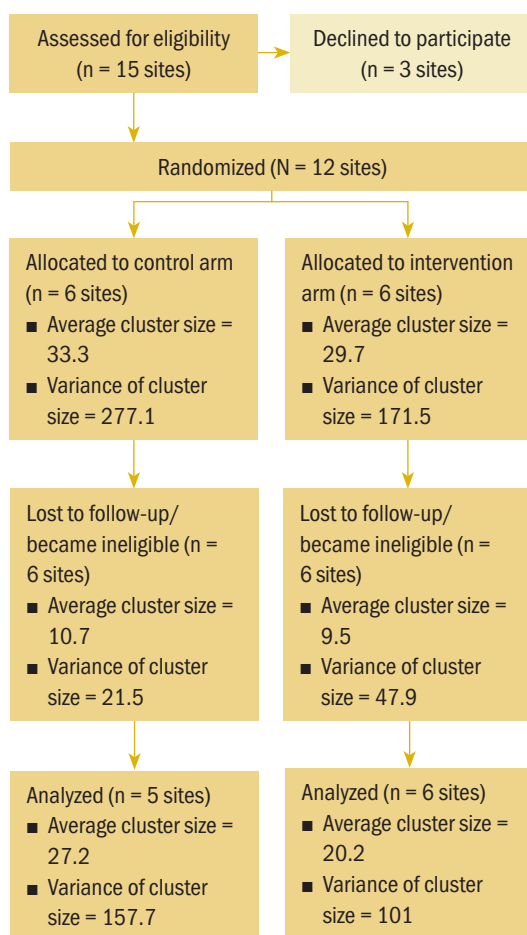 Assessed for eligibility
(n = 15 sites)
Declined to participate
(n = 3 sites)
Randomized (N = 12 sites)
Allocated to control arm
(n = 6 sites)
■ Average cluster size =
33.3
■ Variance of cluster
size = 277.1
Allocated to intervention
arm (n = 6 sites)
■ Average cluster size =
29.7
■ Variance of cluster
size = 171.5
Lost to follow-up/
became ineligible (n =
6 sites)
■ Average cluster size =
10.7
■ Variance of cluster
size = 21.5
Lost to follow-up/
became ineligible (n =
6 sites)
■ Average cluster size =
9.5
■ Variance of cluster
size = 47.9
Analyzed (n = 5 sites)
■ Average cluster size =
27.2
■ Variance of cluster
size = 157.7
Analyzed (n = 6 sites)
■ Average cluster size =
20.2
■ Variance of cluster
size = 101